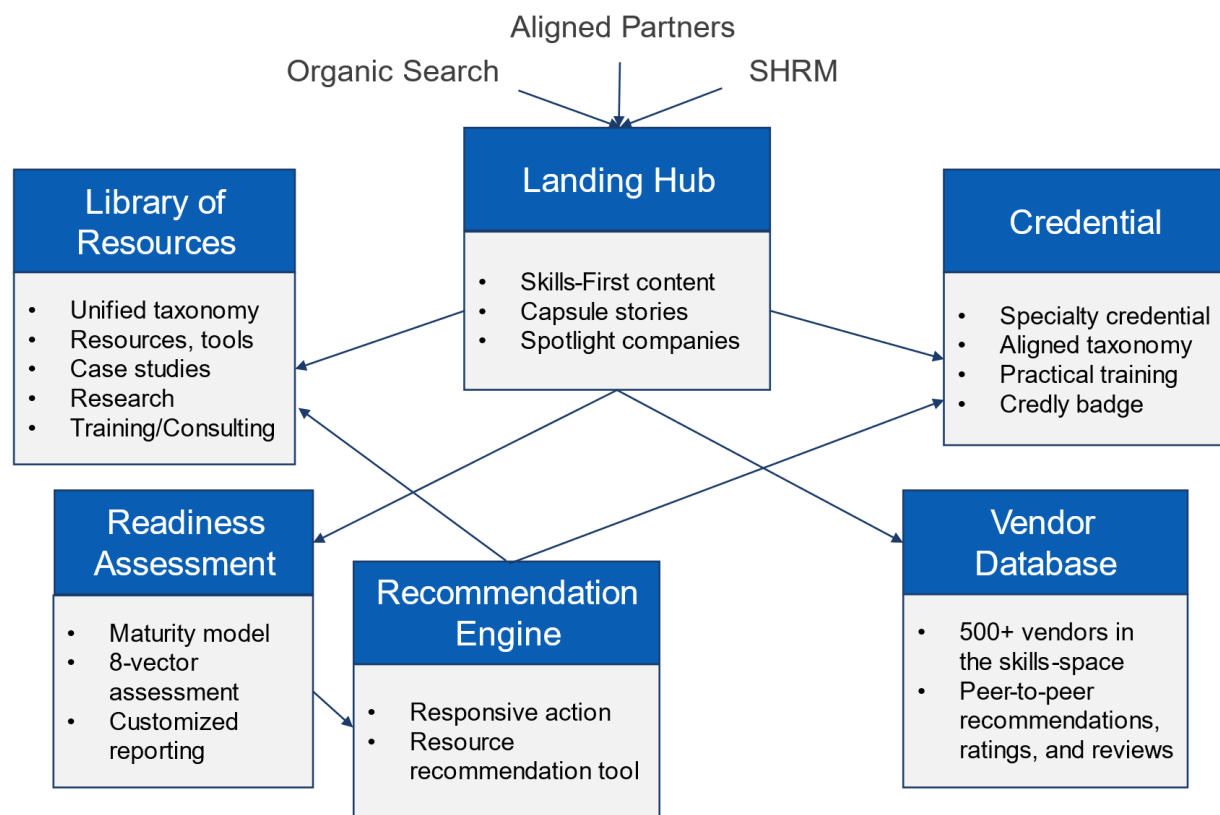 Aligned Partners
Organic Search
SHRM
Landing Hub
• Skills-First content
• Capsule stories
• Spotlight companies
Library of
Resources
• Unified taxonomy
• Resources, tools
• Case studies
• Research
• Training/Consulting
Credential
• Specialty credential
• Aligned taxonomy
• Practical training
• Credly badge
Readiness
Assessment
• Maturity model
• 8-vector
assessment
• Customized
reporting
Recommendation
Engine
• Responsive action
• Resource
recommendation tool
Vendor
Database
• 500+ vendors in
the skills-space
• Peer-to-peer
recommendations,
ratings, and reviews